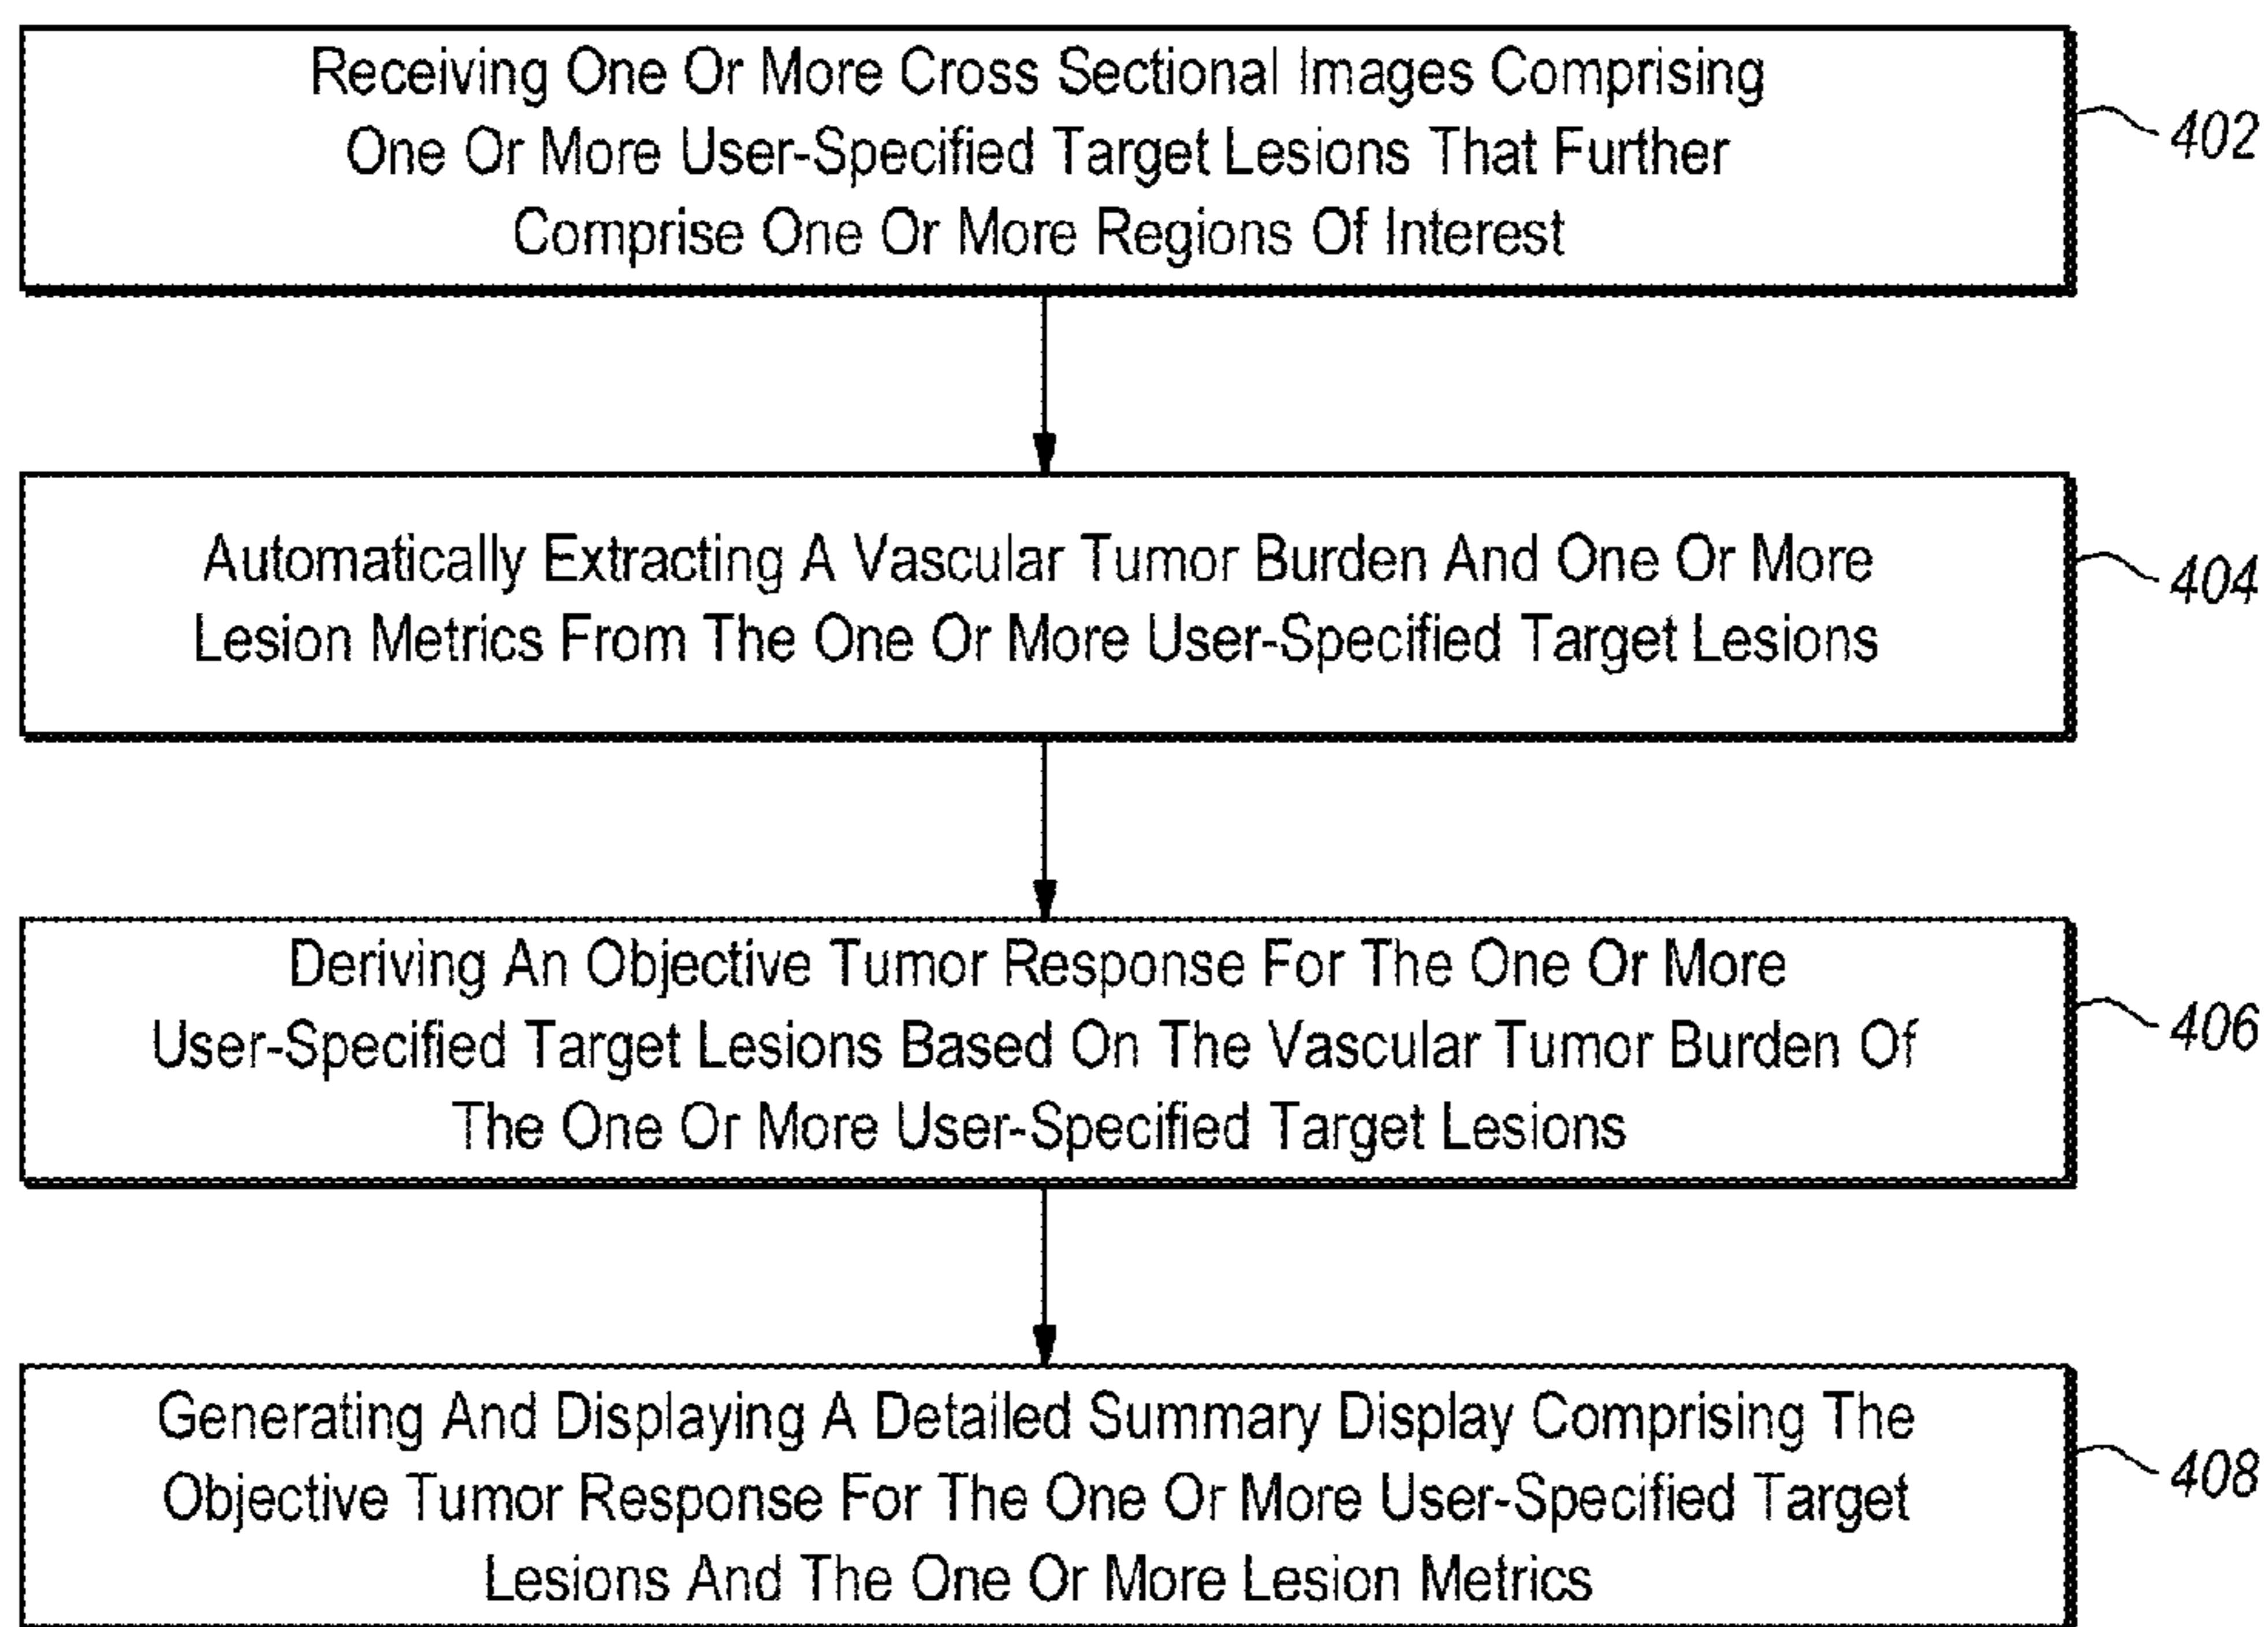 Receiving One Or More Cross Sectional Images Comprising
One Or More User-Specified Target Lesions That Further
Comprise One Or More Regions Of Interest
402
Automatically Extracting A Vascular Tumor Burden And One Or More
Lesion Metrics From The One Or More User-Specified Target Lesions
404
Deriving An Objective Tumor Response For The One Or More
User-Specified Target Lesions Based On The Vascular Tumor Burden Of
The One Or More User-Specified Target Lesions
406
Generating And Displaying A Detailed Summary Display Comprising The
Objective Tumor Response For The One Or More User-Specified Target
Lesions And The One Or More Lesion Metrics
408